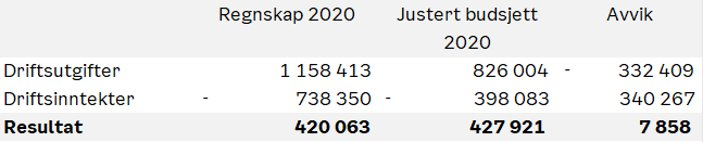 Regnskap 2020 Justert budsjett 2020 Avvik
Driftsutgifter 1 158 413 826 004 - 332 409
Driftsinntekter - 738 350 - 398 083 340 267
Resultat 420 063 427 921 7 858